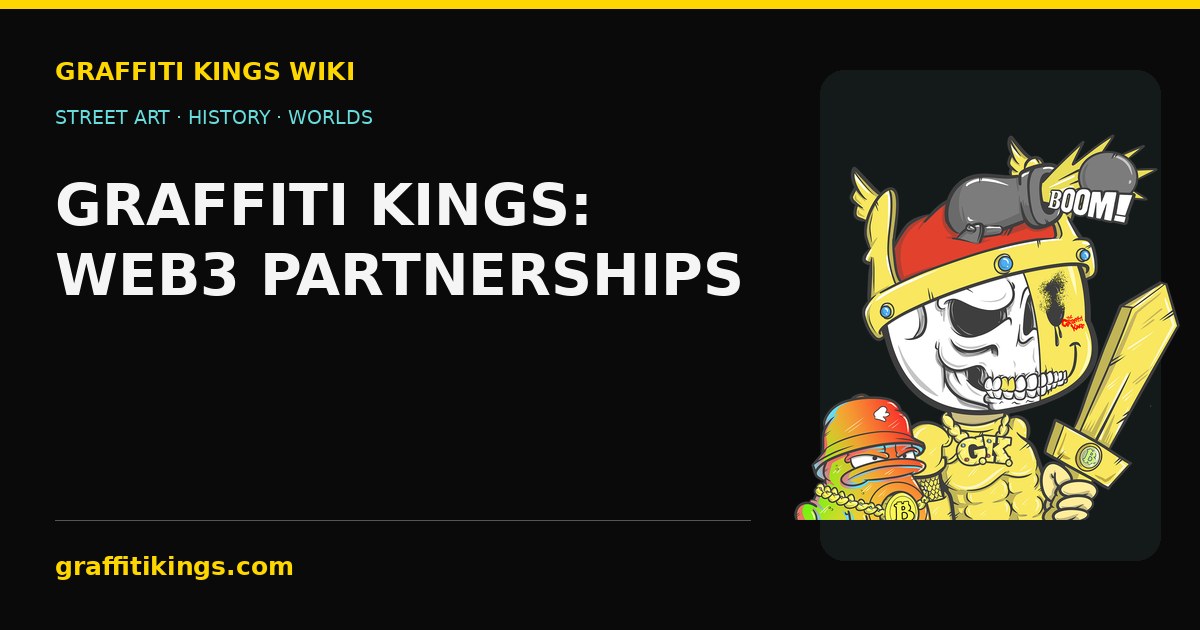 GRAFFITI KINGS WIKI
STREET ART · HISTORY · WORLDS
GRAFFITI KINGS:
WEB3 PARTNERSHIPS
BOOM!
GK
B
B
graffitikings.com